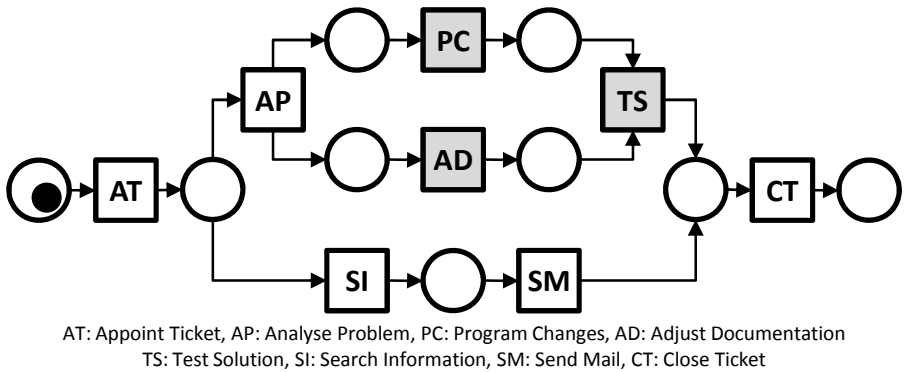 PC
AP
TS
AD
AT
CT
SI
SM
AT: Appoint Ticket, AP: Analyse Problem, PC: Program Changes, AD: Adjust Documentation
TS: Test Solution, SI: Search Information, SM: Send Mail, CT: Close Ticket